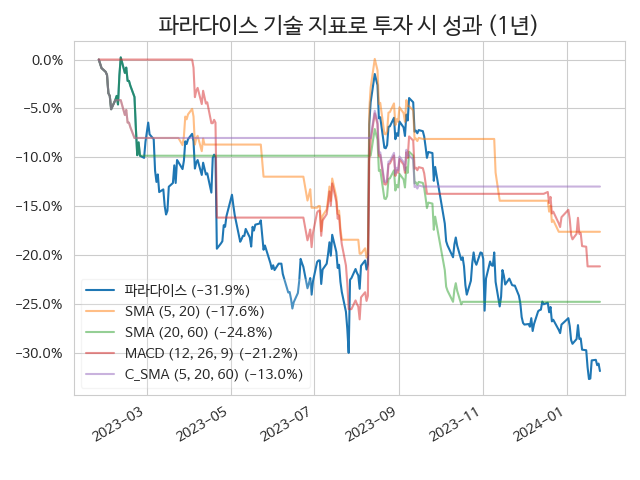 파라다이스 기술 지표로 투자 시 성과 (1년)
0.0%
−5.0%
−10.0%
−15.0%
−20.0%
−25.0%
−30.0%
파라다이스 (−31.9%)
SMA (5, 20) (−17.6%)
SMA (20, 60) (−24.8%)
MACD (12, 26, 9) (−21.2%)
C_SMA (5, 20, 60) (−13.0%)
2023-03
2023-05
2023-07
2023-09
2023-11
2024-01